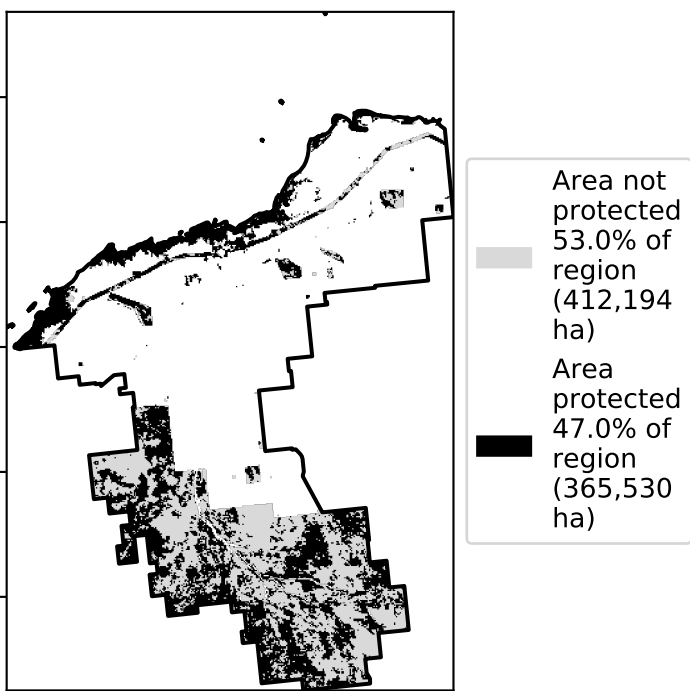 Area not
protected
53.0% of
region
(412,194
ha)
Area
protected
47.0% of
region
(365,530
ha)